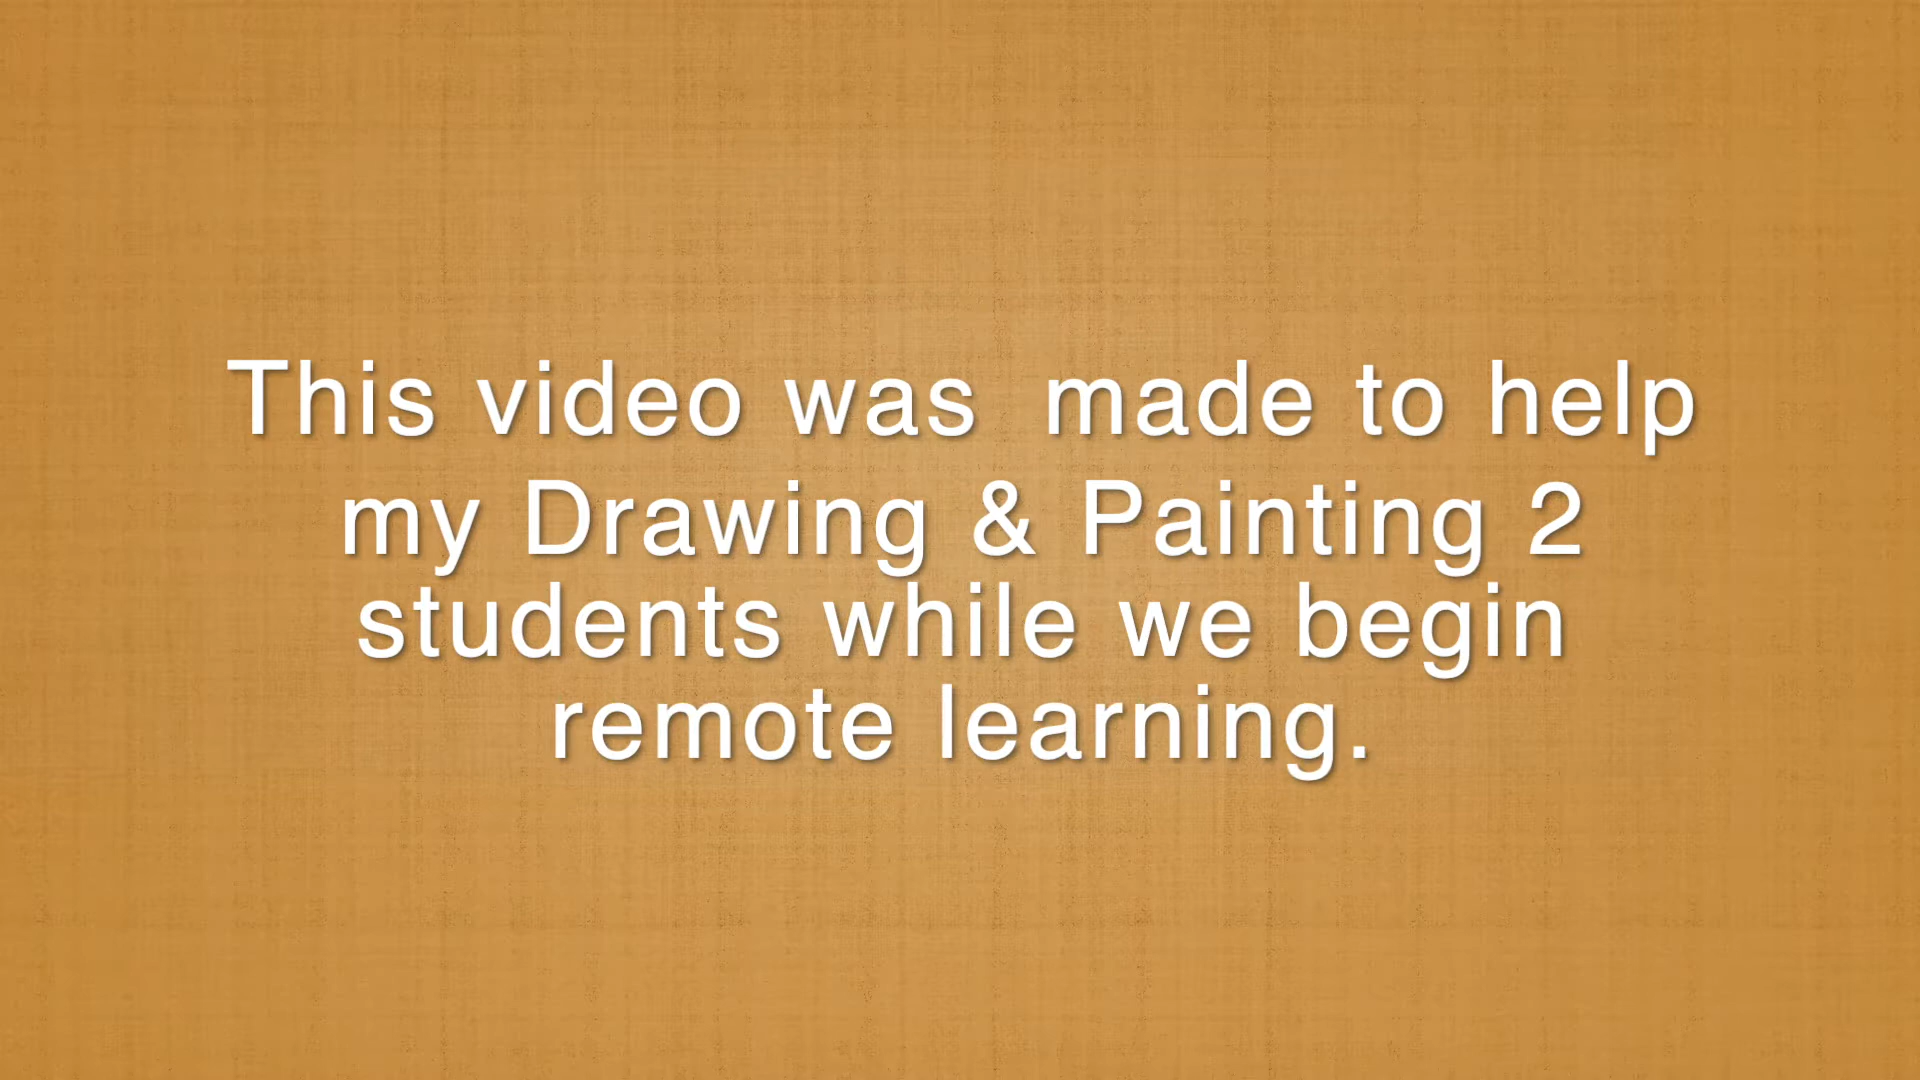 This video was  made to help
my Drawing & Painting 2
students while we begin
remote learning.